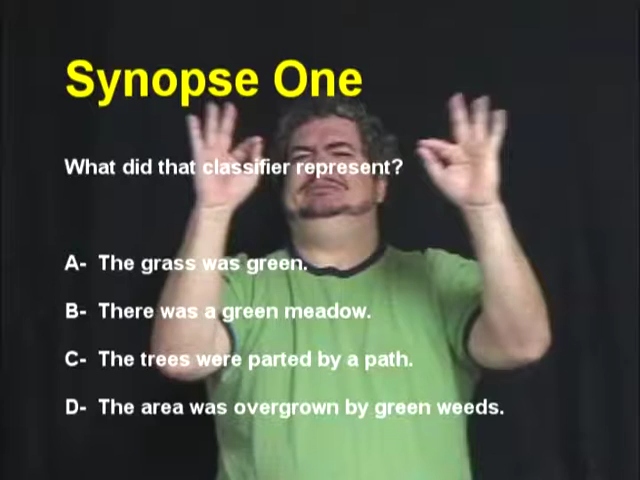 Synopse One
What did that classifier represent?
A- The grass was green.
B- There was a green meadow.
C- The trees were parted by a path.
D- The area was overgrown by green weeds.